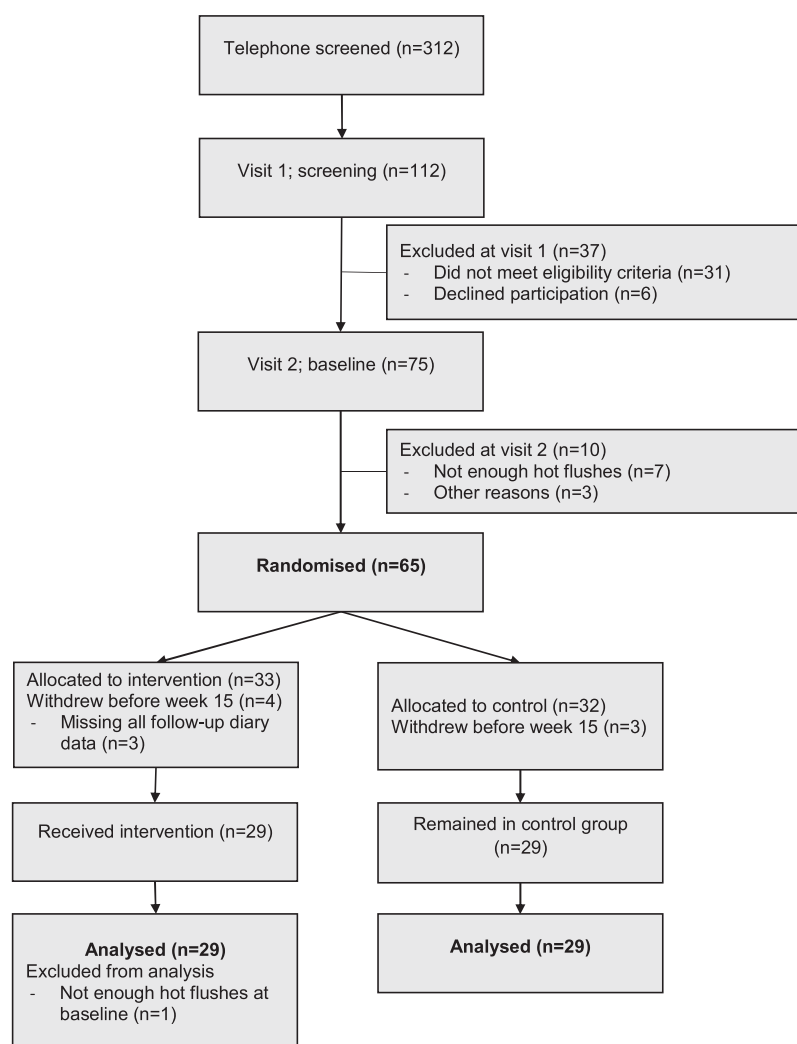 Telephone screened (n=312)
Visit 1; screening (n=112)
Excluded at visit 1 (n=37)
- Did not meet eligibility criteria (n=31)
- Declined participation (n=6)
Visit 2; baseline (n=75)
Excluded at visit 2 (n=10)
- Not enough hot flushes (n=7)
- Other reasons (n=3)
Randomised (n=65)
Allocated to intervention (n=33)
Withdrew before week 15 (n=4)
- Missing all follow-up diary
data (n=3)
Allocated to control (n=32)
Withdrew before week 15 (n=3)
Received intervention (n=29)
Remained in control group
(n=29)
Analysed (n=29)
Excluded from analysis
- Not enough hot flushes at
baseline (n=1)
Analysed (n=29)